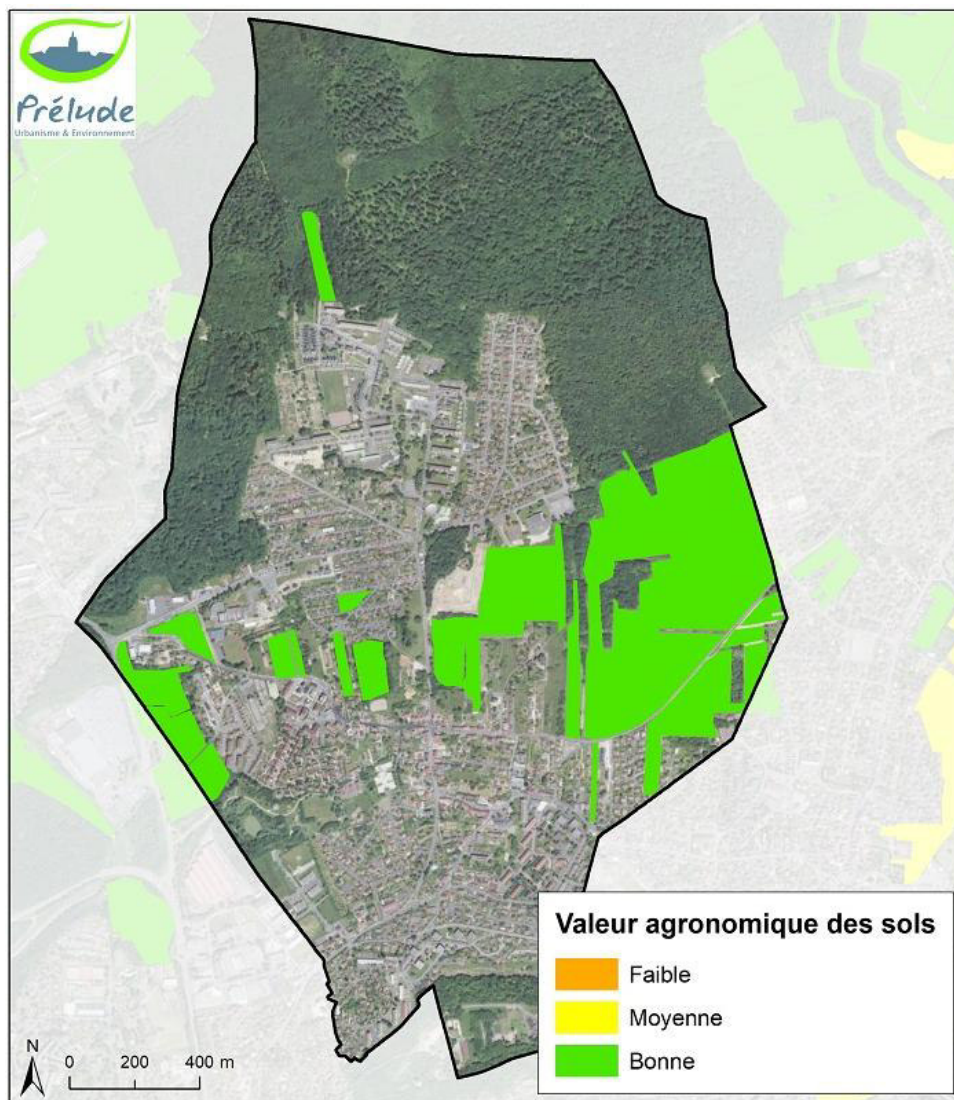 Prélude
Urbanisme & Environnement
Valeur agronomique des sols
Faible
Moyenne
Bonne
N
0 200 400 m